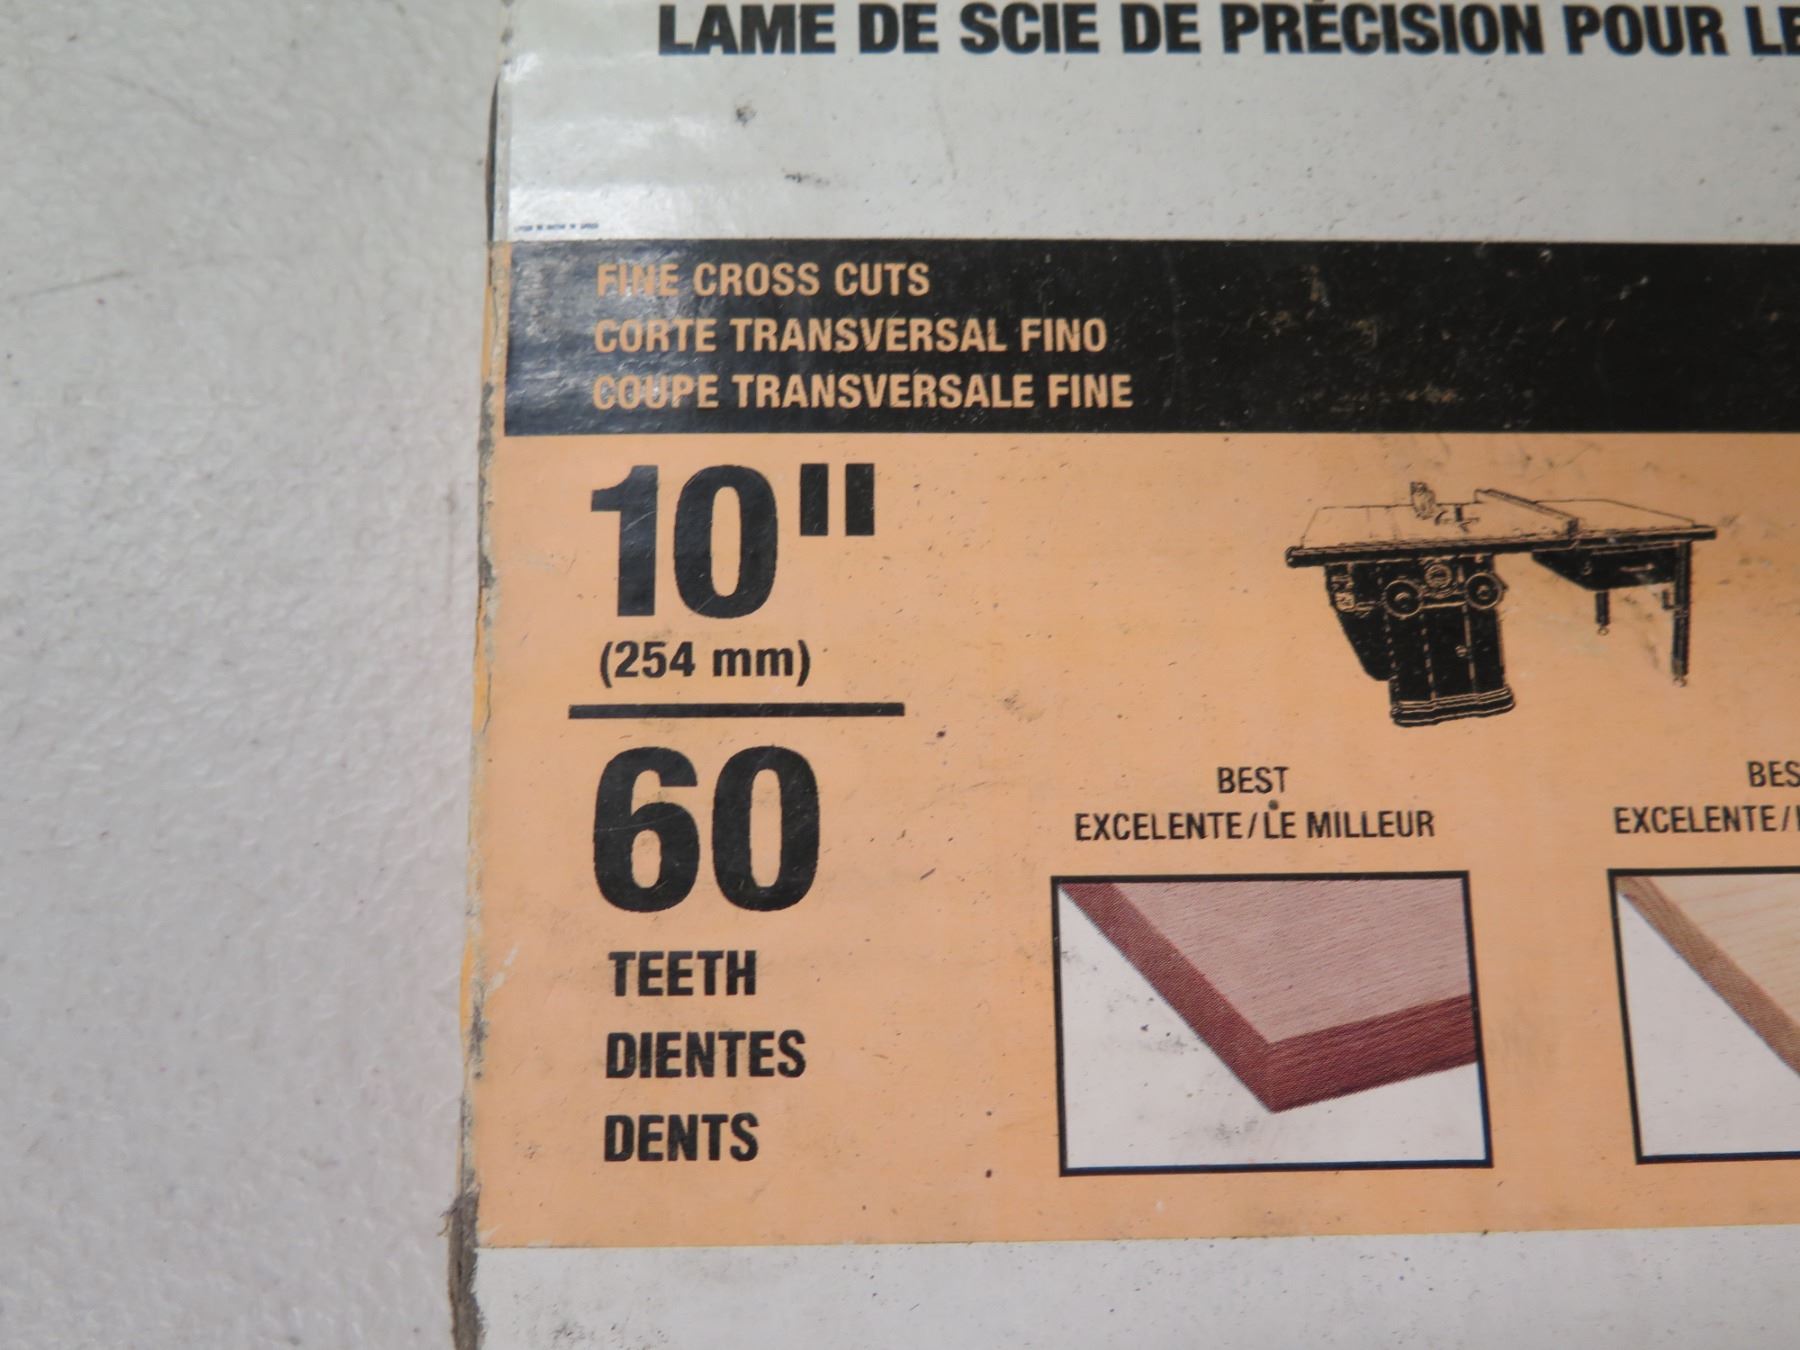 LAME DE SCIE DE PRÉCISION POUR LE
FINE CROSS CUTS
CORTE TRANSVERSAL FINO
COUPE TRANSVERSALE FINE
10"
(254 mm)
60
TEETH
DIENTES
DENTS
BEST
EXCELENTE/LE MILLEUR
BES
EXCELENTE/